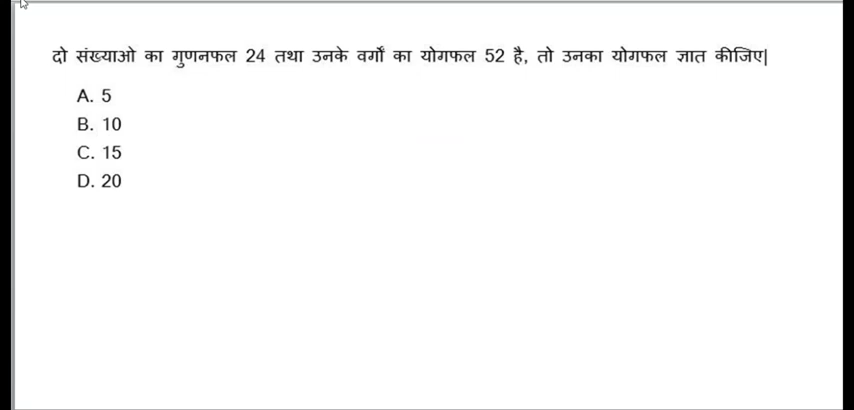 दो संख्याओ का गुणनफल 24 तथा उनके वर्गों का योगफल 52 है, तो उनका योगफल ज्ञात कीजिए|
A. 5
B. 10
C. 15
D. 20